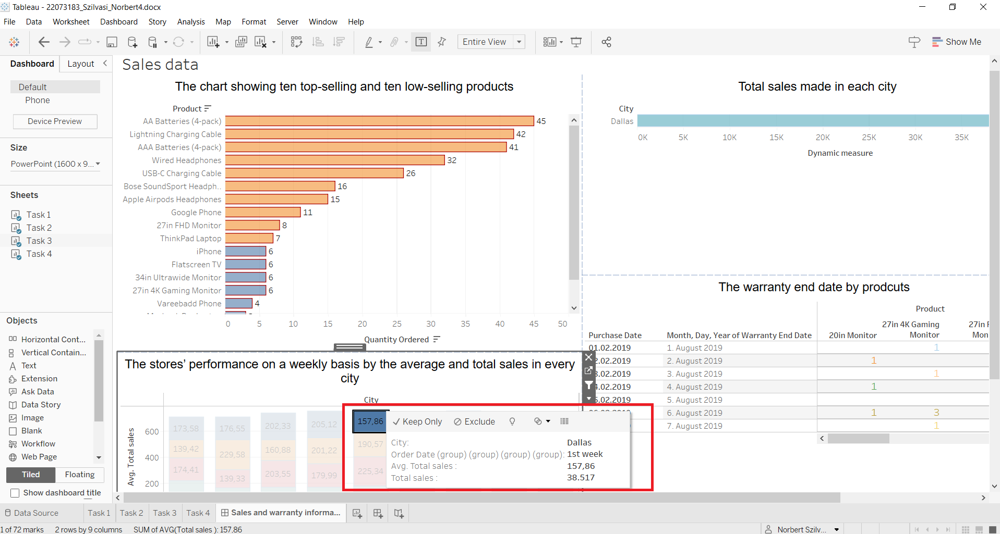 Tableau - 22073183_Szilvasi_Norbert4.docx
File Data Worksheet Dashboard Story Analysis Map Format Server Window Help
Entire View
Show Me
Dashboard Layout
Default
Phone
Device Preview
Size
PowerPoint (1600 x 9...
Sheets
Task 1
Task 2
Task 3
Task 4
Objects
Horizontal Cont...
Vertical Contain...
Text
Extension
Ask Data
Data Story
Image
Blank
Workflow
Web Page
Tiled Floating
Show dashboard title
Sales data
The chart showing ten top-selling and ten low-selling products
Product
AA Batteries (4-pack) 45
Lightning Charging Cable 42
AAA Batteries (4-pack) 41
Wired Headphones 32
USB-C Charging Cable 26
Bose SoundSport Headph.. 16
Apple Airpods Headphones 15
Google Phone 11
27in FHD Monitor 8
ThinkPad Laptop 7
iPhone 6
Flatscreen TV 6
34in Ultrawide Monitor 6
27in 4K Gaming Monitor 6
Vareebadd Phone 4
0 5 10 15 20 25 30 35 40 45 50
Quantity Ordered
Total sales made in each city
City
Dallas
0K 5K 10K 15K 20K 25K 30K 35K
Dynamic measure
The warranty end date by prodcuts
Product
27in 4K Gaming 27in F
Purchase Date Month, Day, Year of Warranty End Date 20in Monitor Monitor Mon
01.02.2019 1. August 2019 1
2.02.2019 2. August 2019 1
3.02.2019 3. August 2019 1
4.02.2019 4. August 2019 1
5.02.2019 5. August 2019
6. August 2019 1 3
7. August 2019 1
The stores’ performance on a weekly basis by the average and total sales in every
city
City
Avg. Total sales
600
400
200
173,58 176,55 202,33 205,12 157,86
139,42 229,58 160,88 201,22 190,57
174,41 139,33 203,55 179,99 225,34
Keep Only Exclude
City: Dallas
Order Date (group) (group) (group) (group): 1st week
Avg. Total sales : 157,86
Total sales : 38.517
Data Source Task 1 Task 2 Task 3 Task 4 Sales and warranty informa...
1 of 72 marks 2 rows by 9 columns SUM of AVG(Total sales ): 157,86
Norbert Szilv...